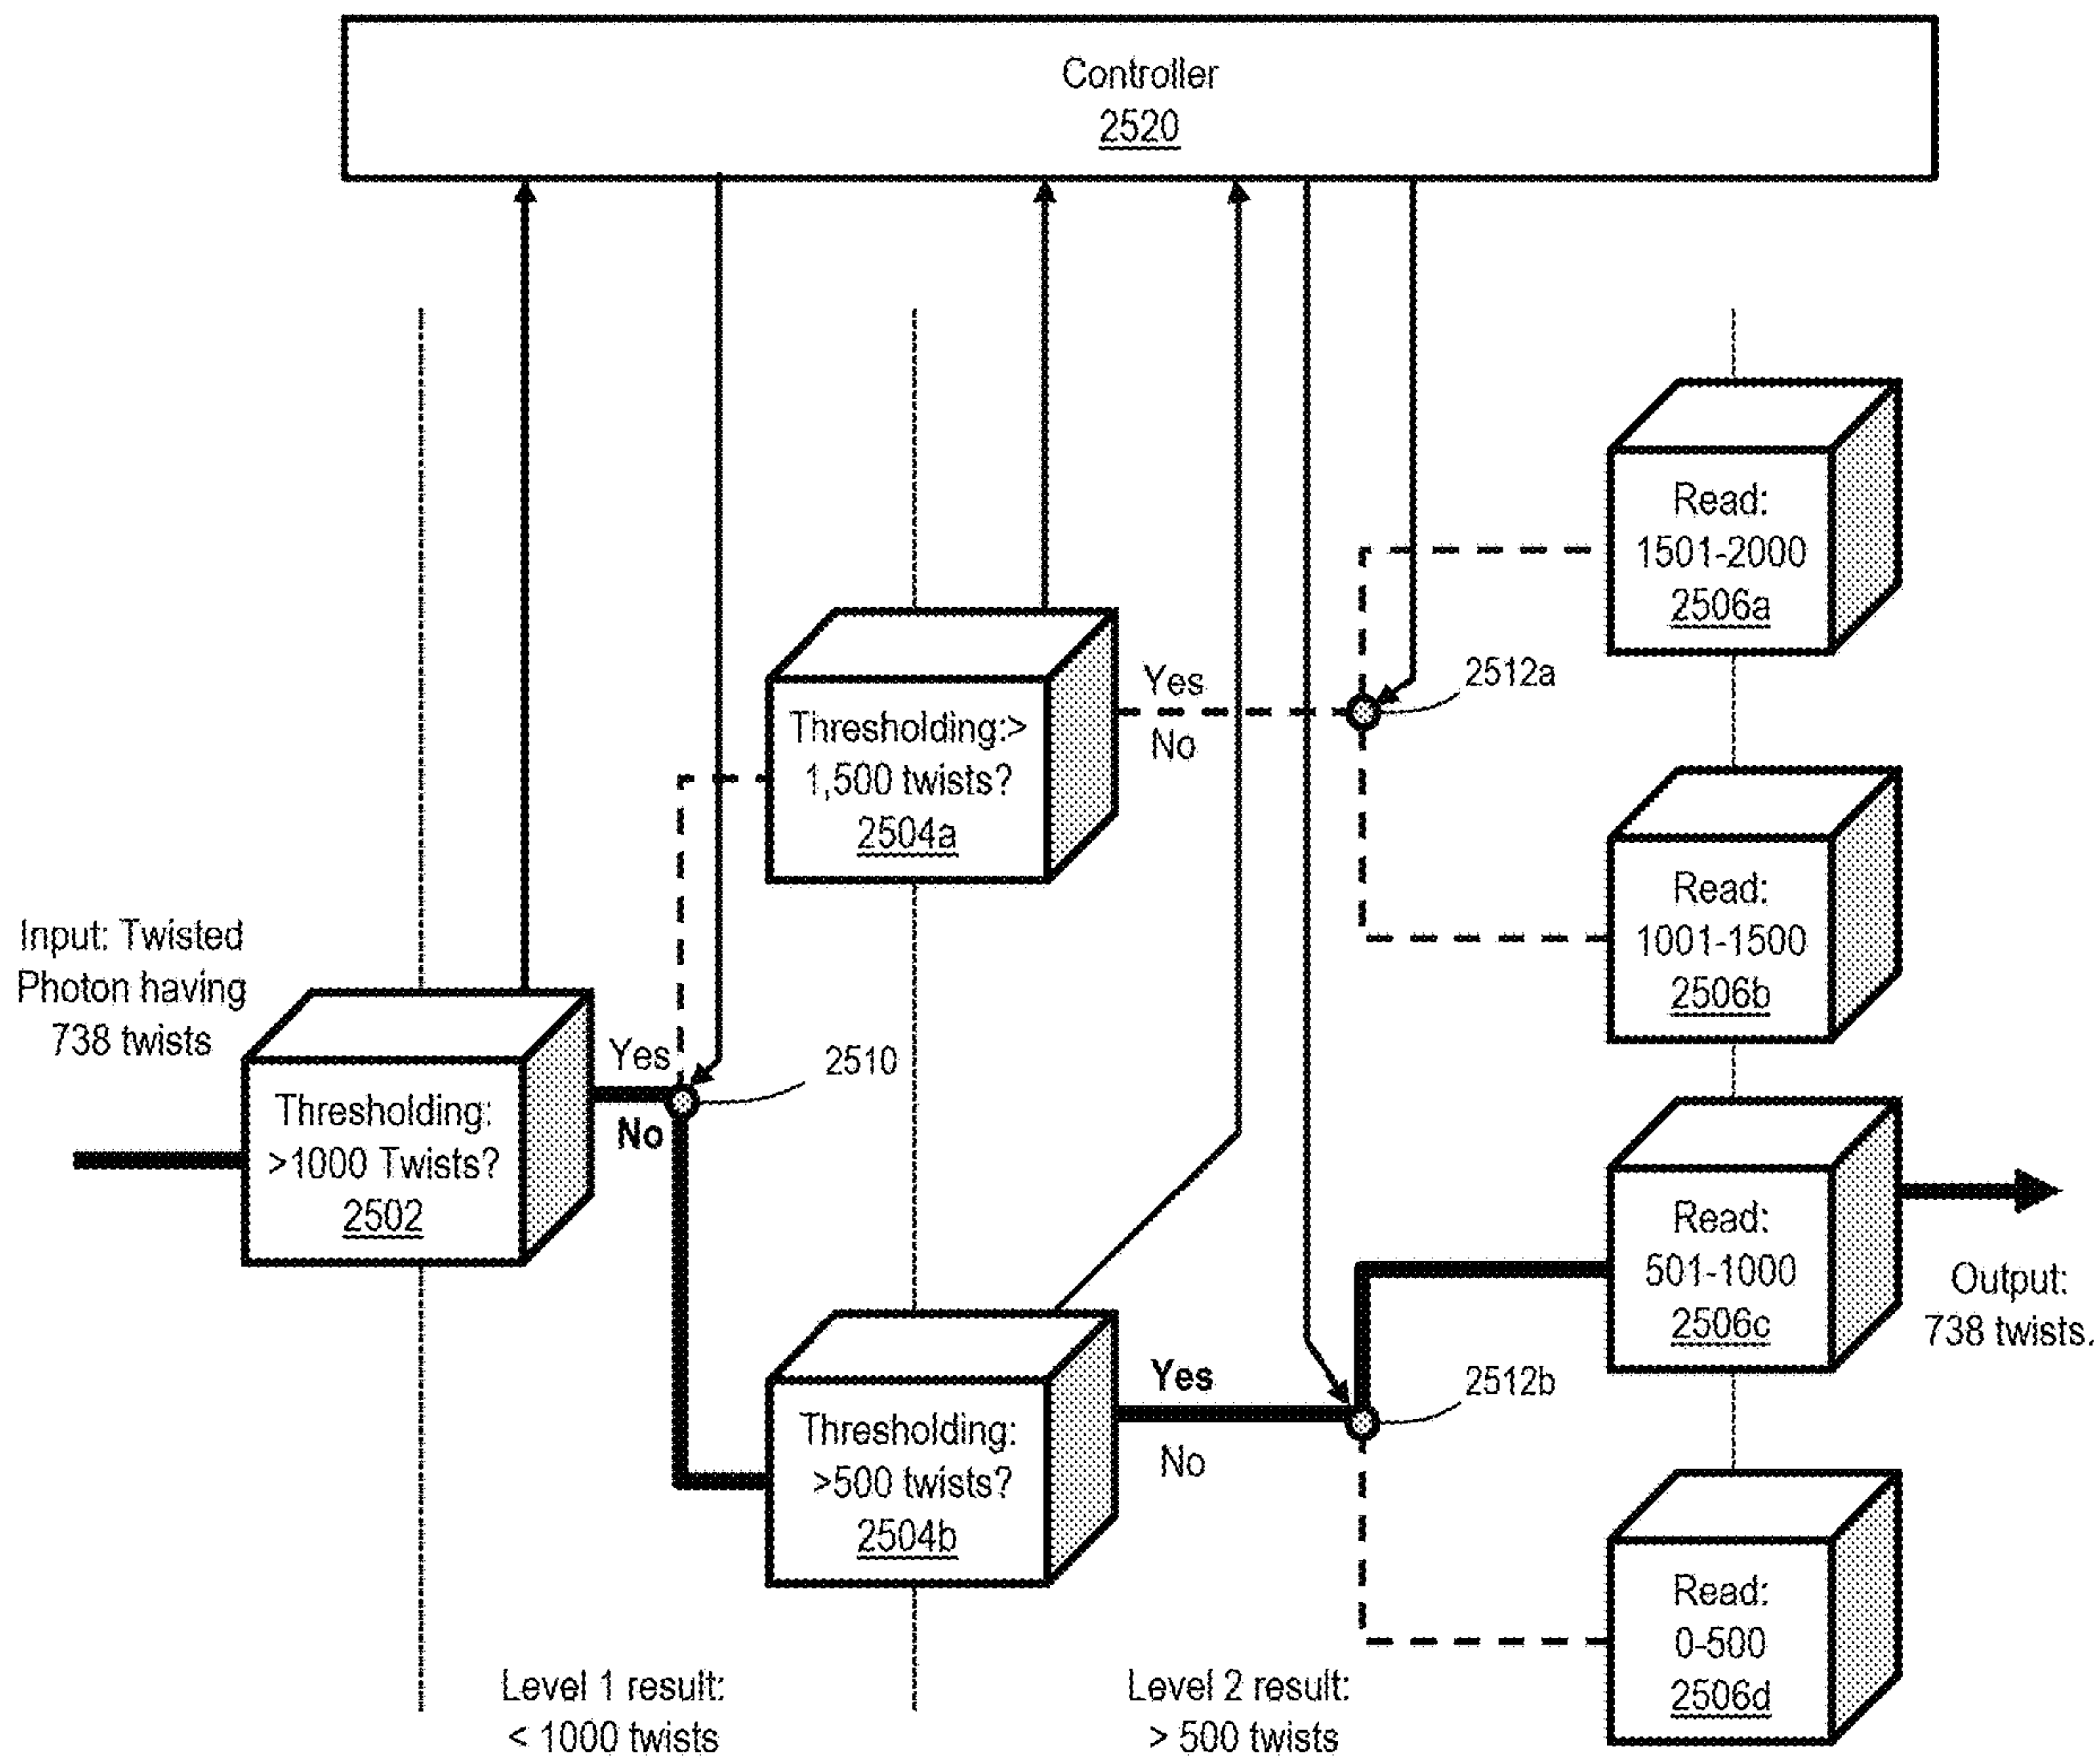 Controller
2520
Read:
1501-2000
2506a
Yes
No
2512a
Thresholding:>
1,500 twists?
2504a
Read:
1001-1500
2506b
Input: Twisted
Photon having
738 twists
Yes
No
2510
Thresholding:
>1000 Twists?
2502
Read:
501-1000
2506c
Output:
738 twists.
Yes
No
2512b
Thresholding:
>500 twists?
2504b
Read:
0-500
2506d
Level 1 result:
< 1000 twists
Level 2 result:
> 500 twists